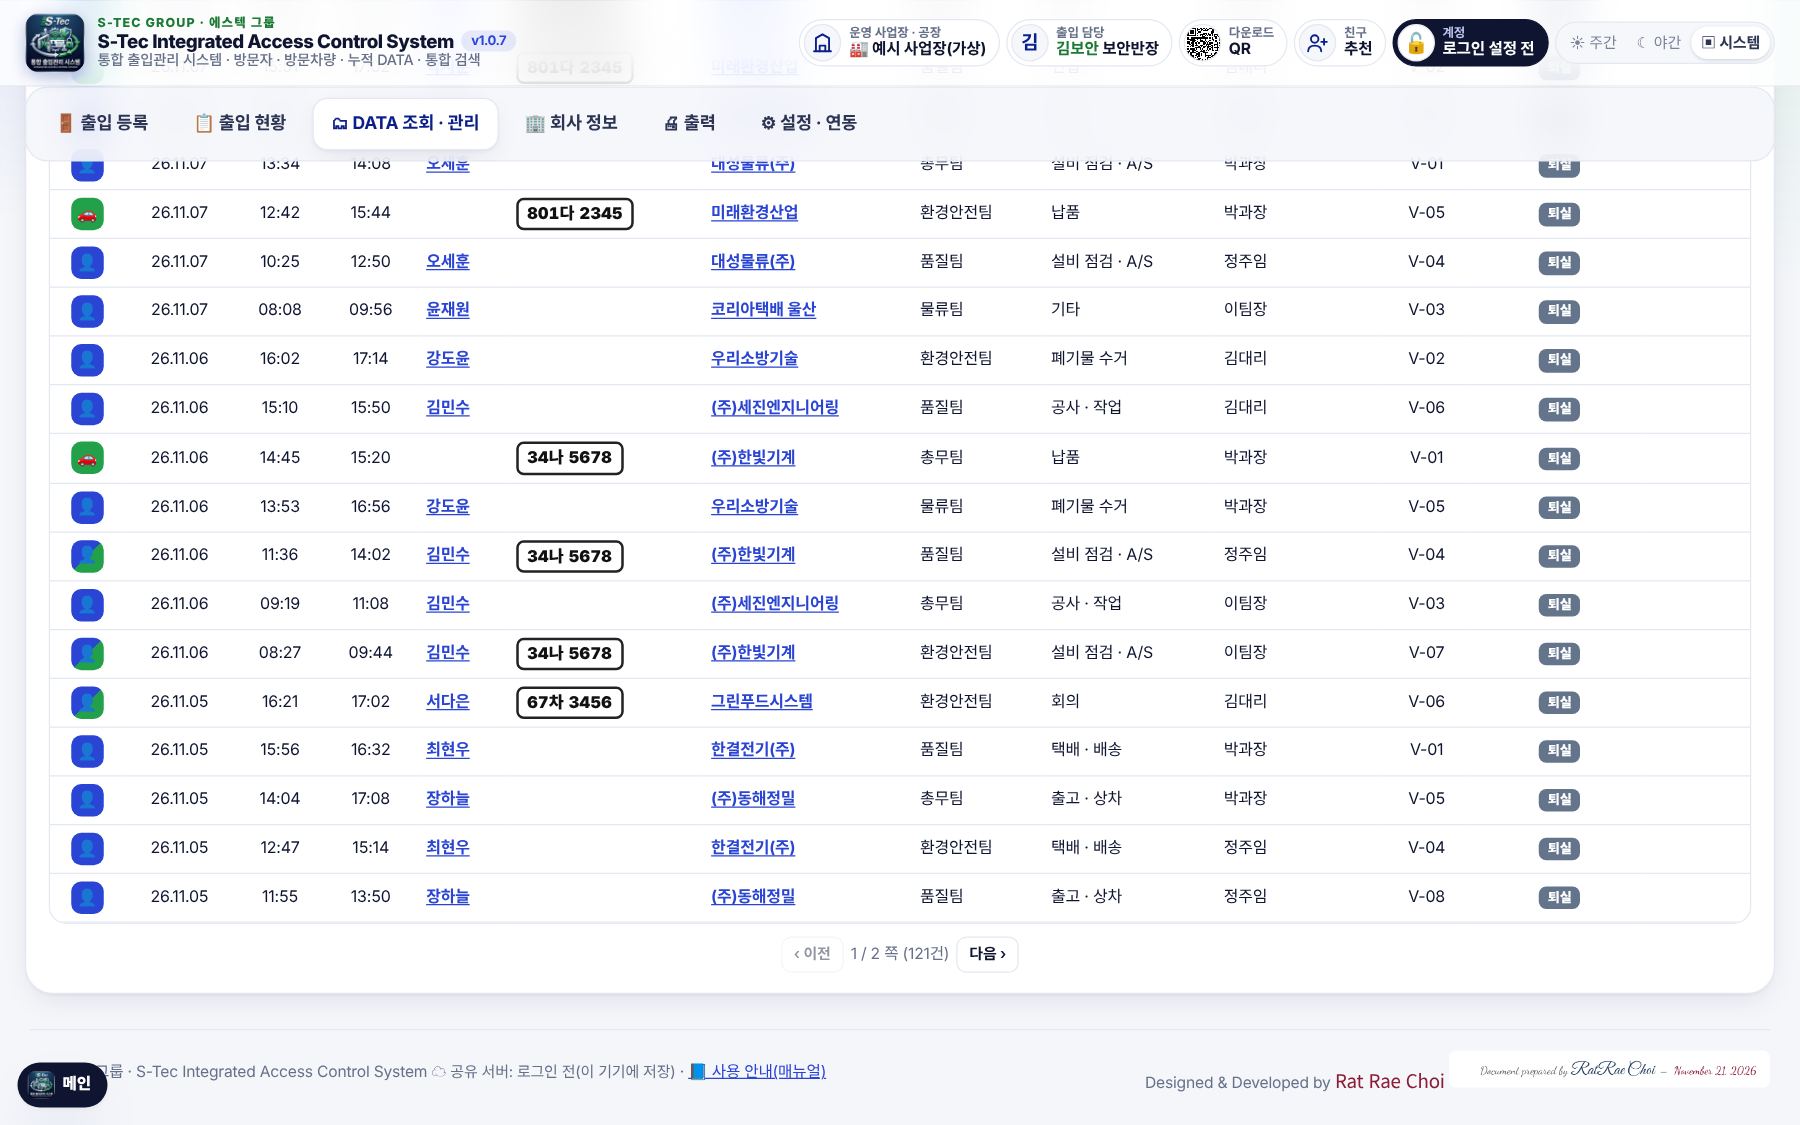 S-TEC GROUP · 에스텍 그룹
S-Tec Integrated Access Control System v1.0.7
통합 출입관리 시스템 · 방문자 · 방문차량 · 누적 DATA · 통합 검색
운영 사업장 · 공장
예시 사업장(가상)
김
출입 담당
김보안 보안반장
다운로드
QR
친구
추천
계정
로그인 설정 전
주간
야간
시스템
출입 등록
출입 현황
DATA 조회 · 관리
회사 정보
출력
설정 · 연동
26.11.07 13:34 14:08 오세훈 대성물류(주) 총무팀 설비 점검 · A/S 박과장 V-01 퇴실
26.11.07 12:42 15:44 801다 2345 미래환경산업 환경안전팀 납품 박과장 V-05 퇴실
26.11.07 10:25 12:50 오세훈 대성물류(주) 품질팀 설비 점검 · A/S 정주임 V-04 퇴실
26.11.07 08:08 09:56 윤재원 코리아택배 울산 물류팀 기타 이팀장 V-03 퇴실
26.11.06 16:02 17:14 강도윤 우리소방기술 환경안전팀 폐기물 수거 김대리 V-02 퇴실
26.11.06 15:10 15:50 김민수 (주)세진엔지니어링 품질팀 공사 · 작업 김대리 V-06 퇴실
26.11.06 14:45 15:20 34나 5678 (주)한빛기계 총무팀 납품 박과장 V-01 퇴실
26.11.06 13:53 16:56 강도윤 우리소방기술 물류팀 폐기물 수거 박과장 V-05 퇴실
26.11.06 11:36 14:02 김민수 34나 5678 (주)한빛기계 품질팀 설비 점검 · A/S 정주임 V-04 퇴실
26.11.06 09:19 11:08 김민수 (주)세진엔지니어링 총무팀 공사 · 작업 이팀장 V-03 퇴실
26.11.06 08:27 09:44 김민수 34나 5678 (주)한빛기계 환경안전팀 설비 점검 · A/S 이팀장 V-07 퇴실
26.11.05 16:21 17:02 서다은 67차 3456 그린푸드시스템 환경안전팀 회의 김대리 V-06 퇴실
26.11.05 15:56 16:32 최현우 한결전기(주) 품질팀 택배 · 배송 박과장 V-01 퇴실
26.11.05 14:04 17:08 장하늘 (주)동해정밀 총무팀 출고 · 상차 박과장 V-05 퇴실
26.11.05 12:47 15:14 최현우 한결전기(주) 환경안전팀 택배 · 배송 정주임 V-04 퇴실
26.11.05 11:55 13:50 장하늘 (주)동해정밀 품질팀 출고 · 상차 정주임 V-08 퇴실
‹ 이전 1 / 2 쪽 (121건) 다음 ›
메인
그룹 · S-Tec Integrated Access Control System 공유 서버: 로그인 전(이 기기에 저장) · 사용 안내(매뉴얼)
Designed & Developed by Rat Rae Choi
Document prepared by RatRae Choi – November 21, 2026